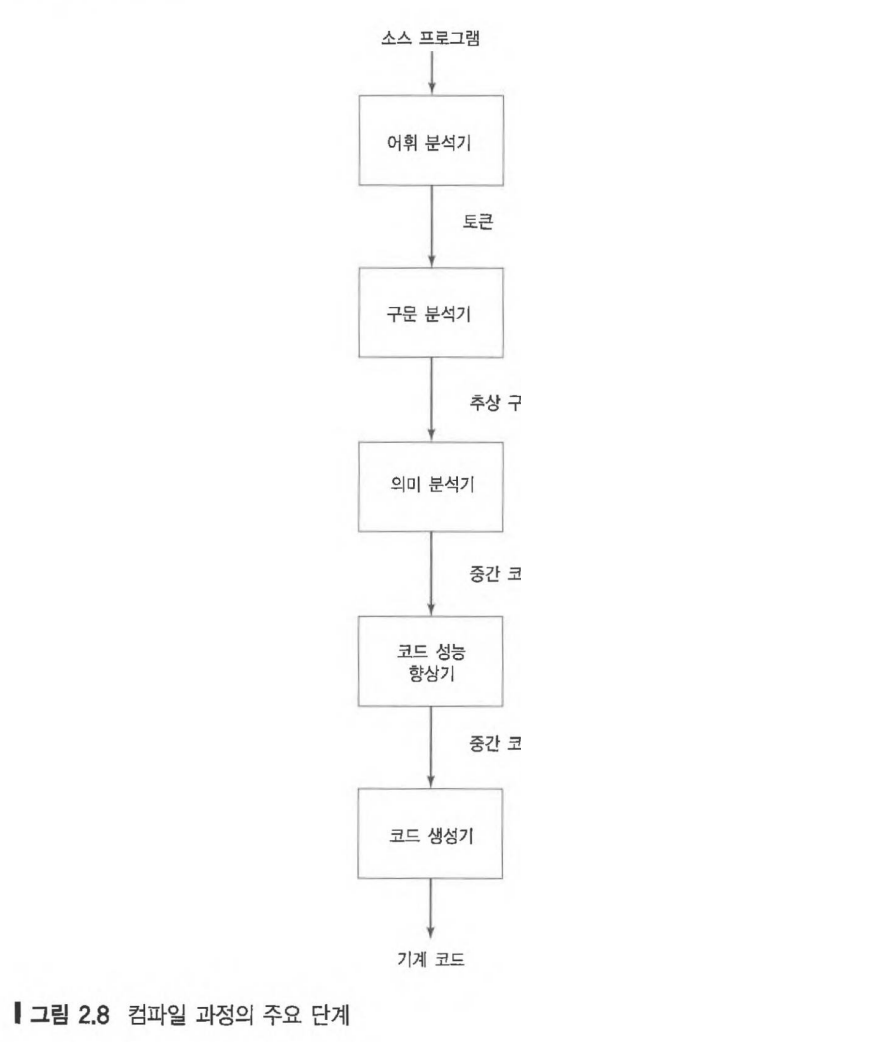 소스 프로그램
어휘 분석기
토큰
구문 분석기
추상 구
의미 분석기
중간 코
코드 성능
향상기
중간 코
코드 생성기
기계 코드
그림 2.8 컴파일 과정의 주요 단계